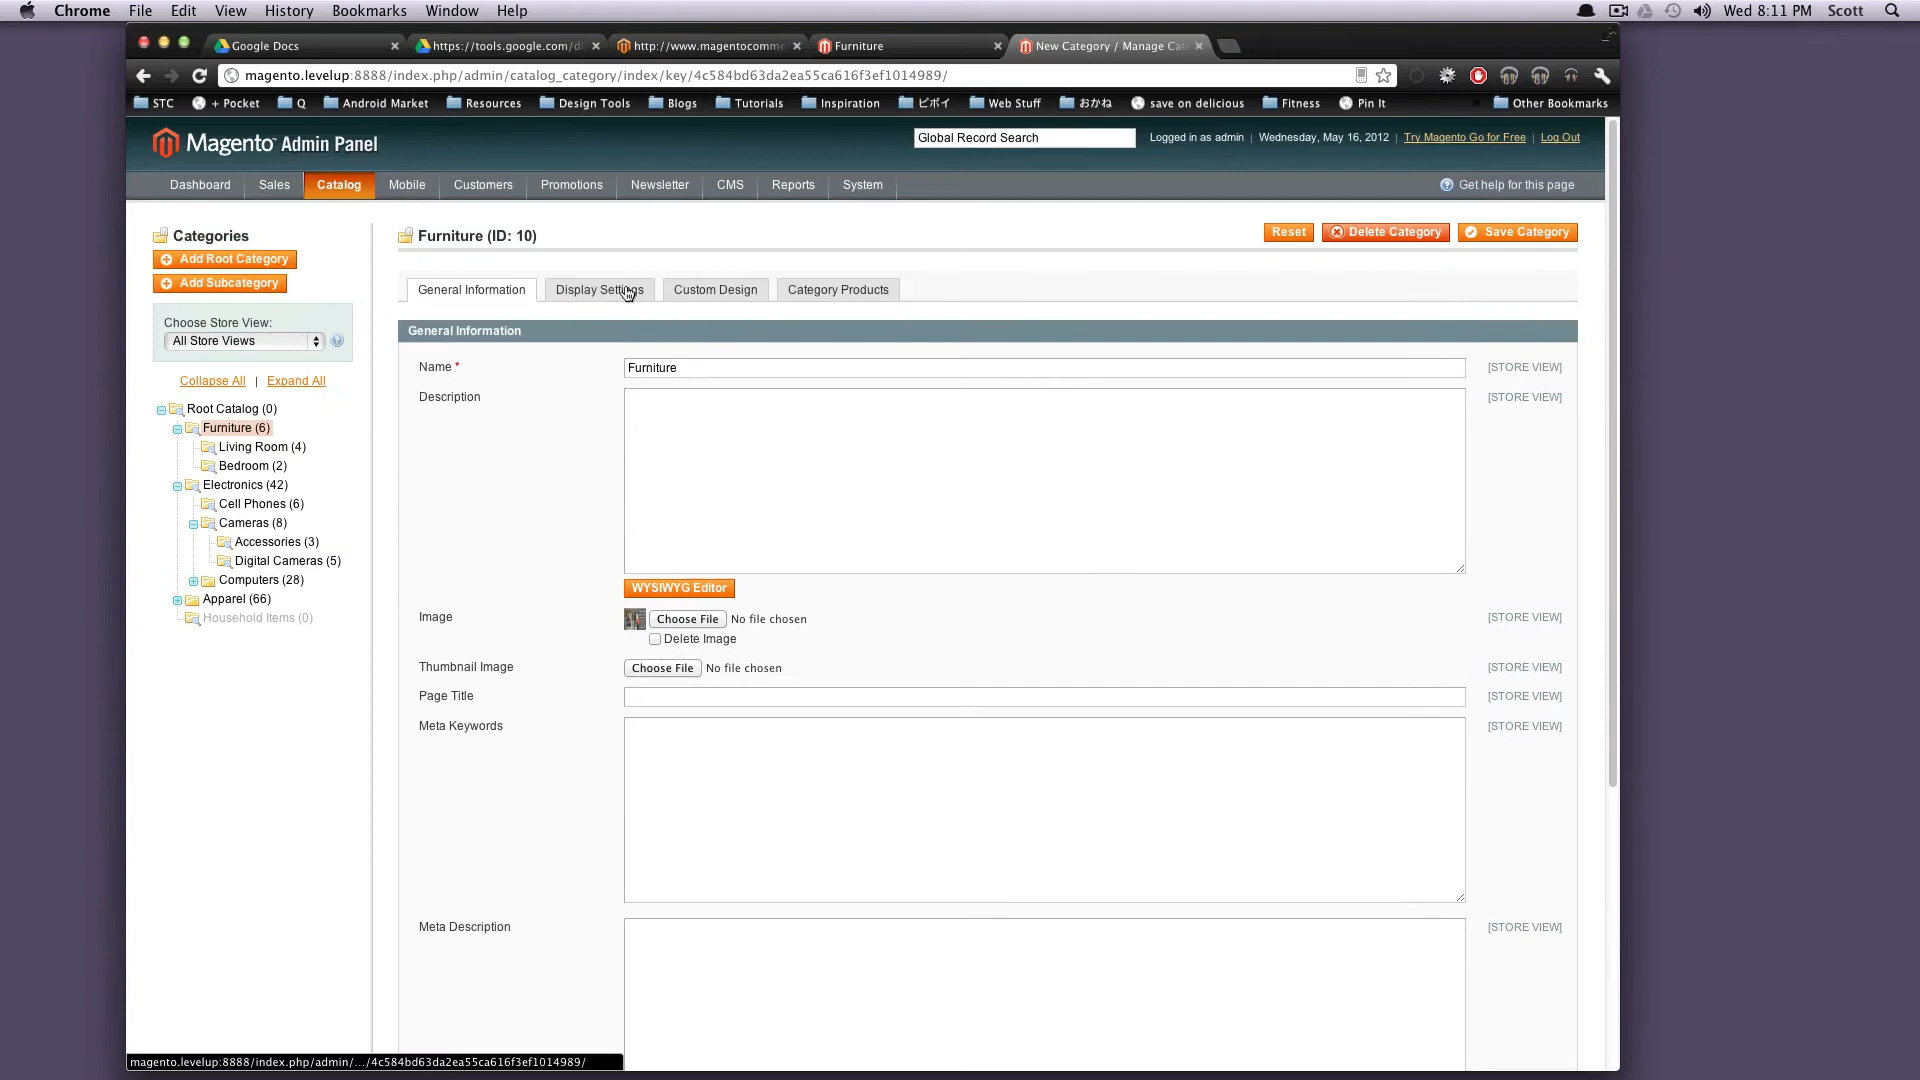 Chrome File Edit View History Bookmarks Window Help Wed 8:11 PM Scott
Google Docs https://tools.google.com/dl http://www.magentocomme Furniture New Category / Manage Cate
magento.levelup:8888/index.php/admin/catalog_category/index/key/4c584bd63da2ea55ca616f3ef1014989/
STC + Pocket Q Android Market Resources Design Tools Blogs Tutorials Inspiration ビボイ Web Stuff おかね save on delicious Fitness Pin It » Other Bookmarks
Magento Admin Panel Global Record Search Logged in as admin | Wednesday, May 16, 2012 | Try Magento Go for Free | Log Out
Dashboard Sales Catalog Mobile Customers Promotions Newsletter CMS Reports System Get help for this page
Categories
Add Root Category
Add Subcategory
Choose Store View:
All Store Views
Collapse All | Expand All
Root Catalog (0)
Furniture (6)
Living Room (4)
Bedroom (2)
Electronics (42)
Cell Phones (6)
Cameras (8)
Accessories (3)
Digital Cameras (5)
Computers (28)
Apparel (66)
Household Items (0)
Furniture (ID: 10) Reset Delete Category Save Category
General Information Display Settings Custom Design Category Products
General Information
Name * Furniture [STORE VIEW]
Description [STORE VIEW]
WYSIWYG Editor
Image Choose File No file chosen [STORE VIEW]
Delete Image
Thumbnail Image Choose File No file chosen [STORE VIEW]
Page Title [STORE VIEW]
Meta Keywords [STORE VIEW]
Meta Description [STORE VIEW]
magento.levelup:8888/index.php/admin/.../4c584bd63da2ea55ca616f3ef1014989/